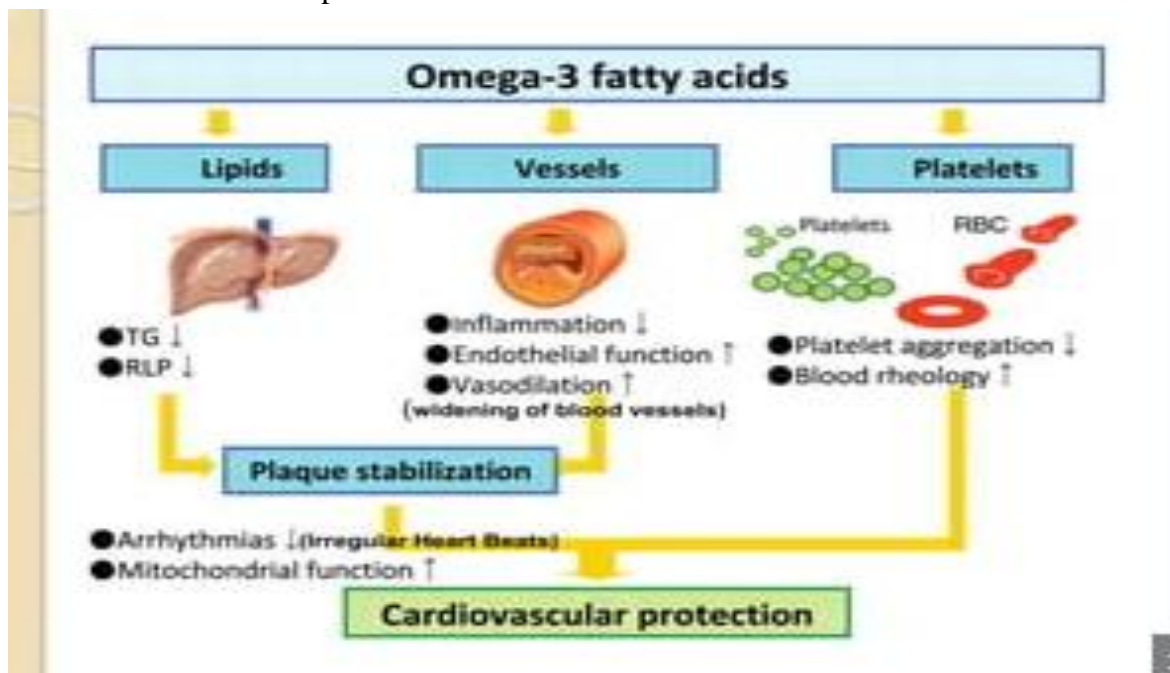 Omega-3 fatty acids
Lipids
Vessels
Platelets
Platelets
RBC
●TG ↓
●RLP ↓
●Inflammation ↓
●Endothelial function ↑
●Vasodilation ↑
(widening of blood vessels)
●Platelet aggregation ↓
●Blood rheology ↑
Plaque stabilization
●Arrhythmias ↓(Irregular Heart Beats)
●Mitochondrial function ↑
Cardiovascular protection